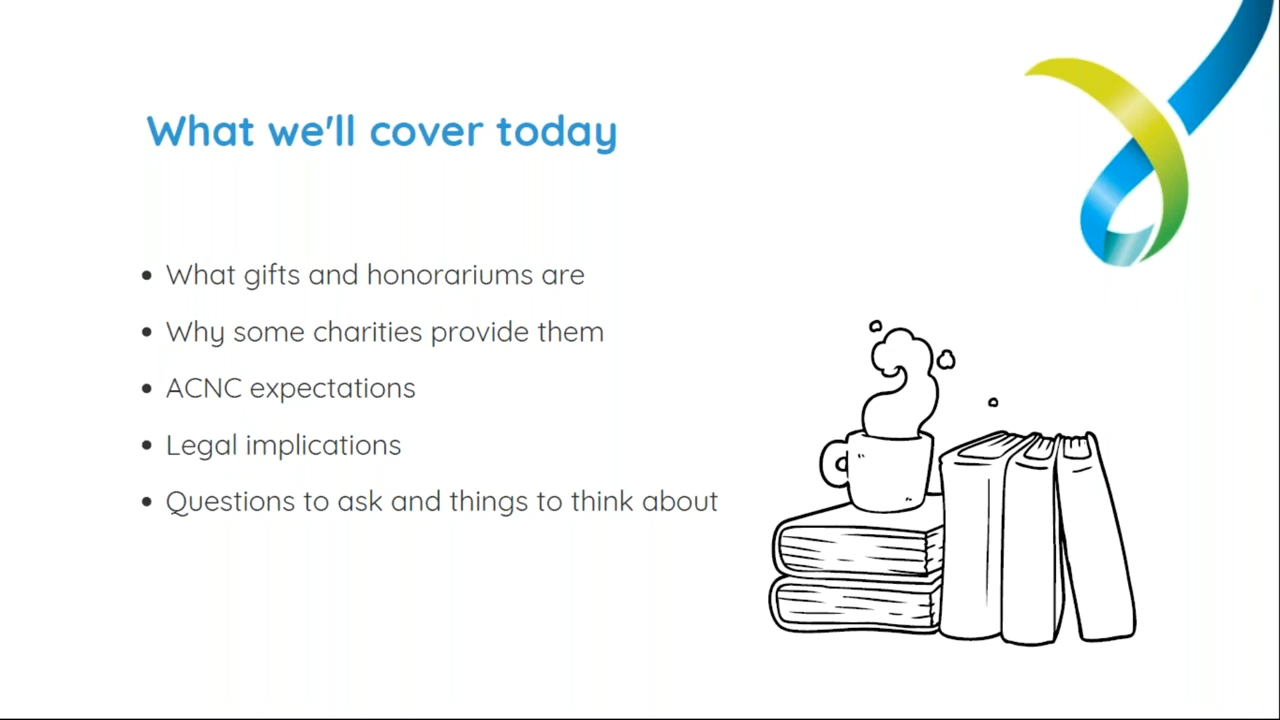 What we'll cover today
• What gifts and honorariums are
• Why some charities provide them
• ACNC expectations
• Legal implications
• Questions to ask and things to think about